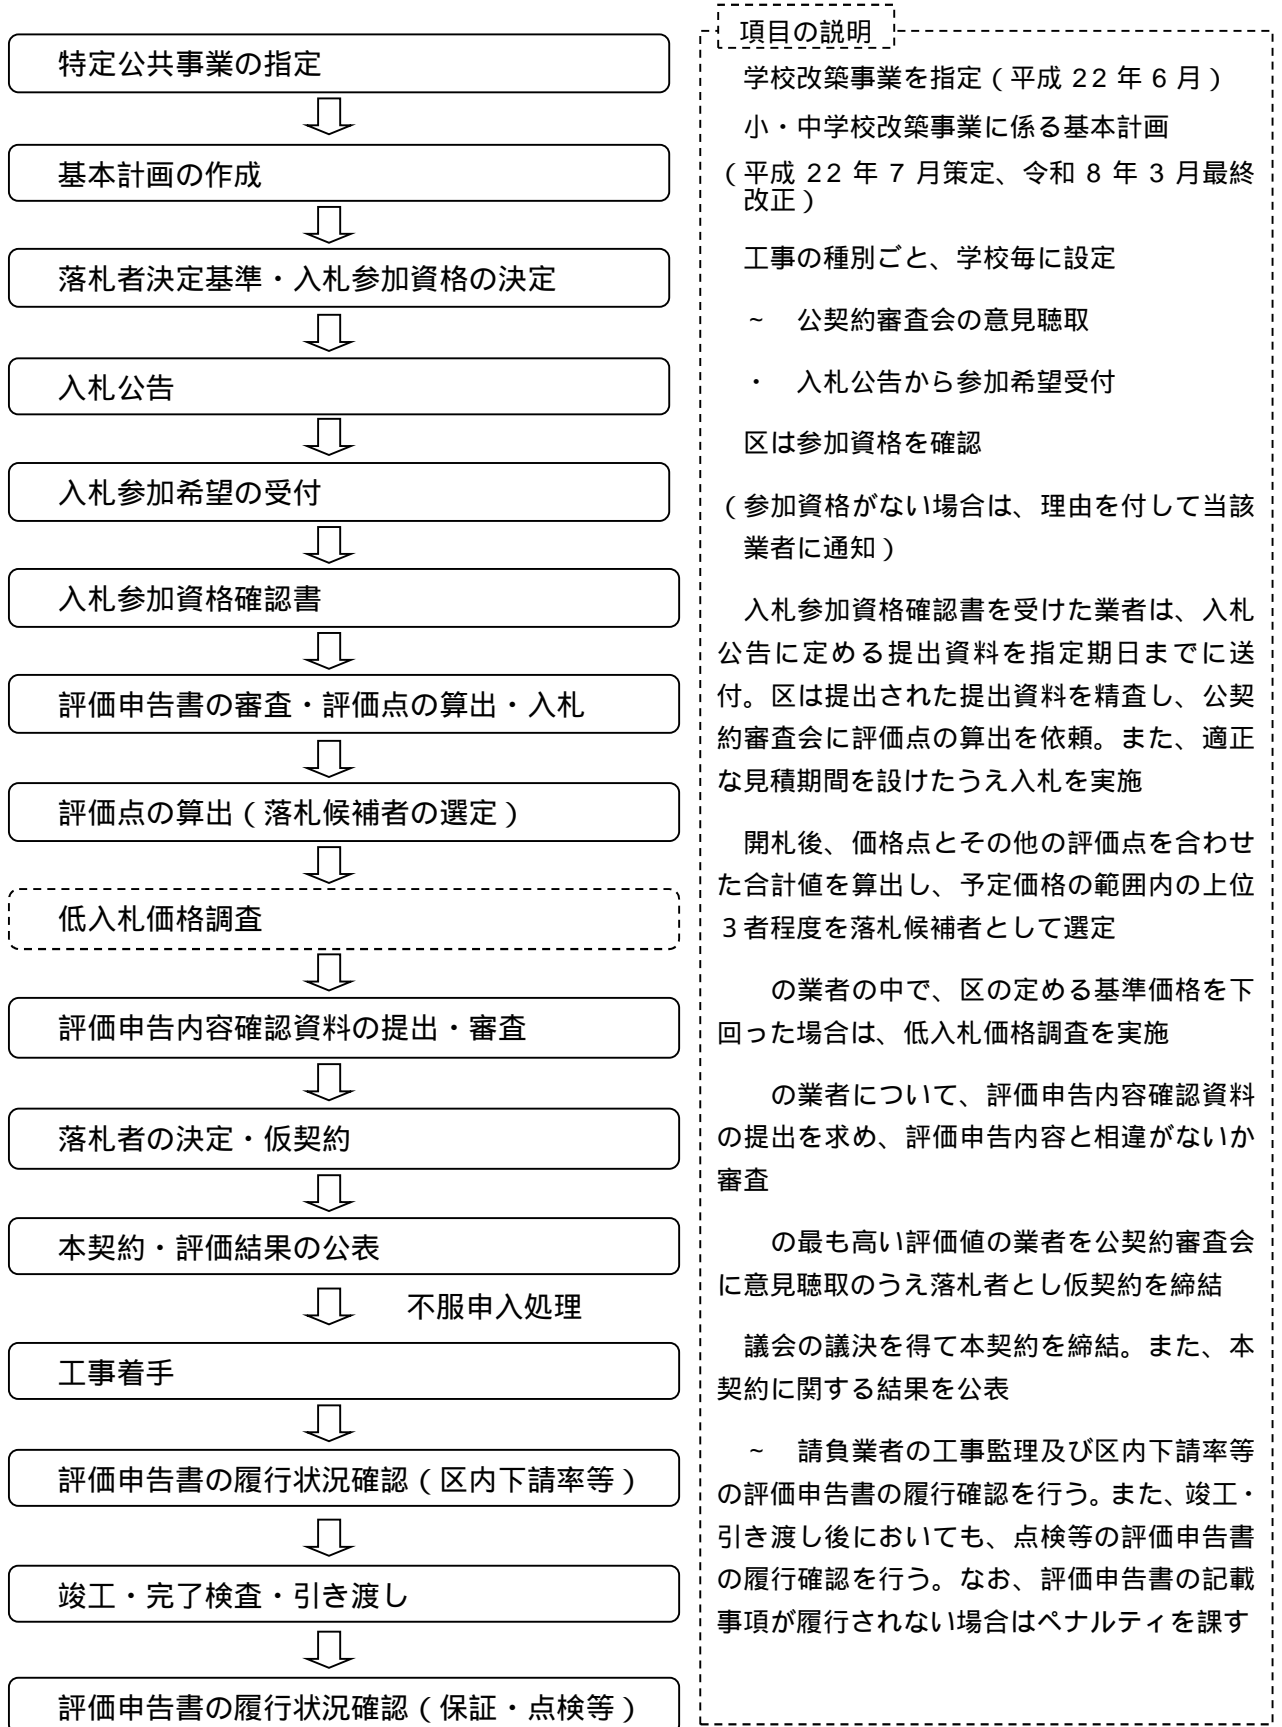 特定公共事業の指定
基本計画の作成
落札者決定基準・入札参加資格の決定
入札公告
入札参加希望の受付
入札参加資格確認書
評価申告書の審査・評価点の算出・入札
評価点の算出（落札候補者の選定）
低入札価格調査
評価申告内容確認資料の提出・審査
落札者の決定・仮契約
本契約・評価結果の公表
不服申入処理
工事着手
評価申告書の履行状況確認（区内下請率等）
竣工・完了検査・引き渡し
評価申告書の履行状況確認（保証・点検等）
項目の説明
学校改築事業を指定（平成 22 年 6 月）
小・中学校改築事業に係る基本計画
（平成 22 年 7 月策定、令和 8 年 3 月最終
改正）
工事の種別ごと、学校毎に設定
~ 公契約審査会の意見聴取
・ 入札公告から参加希望受付
区は参加資格を確認
（参加資格がない場合は、理由を付して当該
業者に通知）
入札参加資格確認書を受けた業者は、入札
公告に定める提出資料を指定期日までに送
付。区は提出された提出資料を精査し、公契
約審査会に評価点の算出を依頼。また、適正
な見積期間を設けたうえ入札を実施
開札後、価格点とその他の評価点を合わせ
た合計値を算出し、予定価格の範囲内の上位
３者程度を落札候補者として選定
の業者の中で、区の定める基準価格を下
回った場合は、低入札価格調査を実施
の業者について、評価申告内容確認資料
の提出を求め、評価申告内容と相違がないか
審査
の最も高い評価値の業者を公契約審査会
に意見聴取のうえ落札者とし仮契約を締結
議会の議決を得て本契約を締結。また、本
契約に関する結果を公表
~ 請負業者の工事監理及び区内下請率等
の評価申告書の履行確認を行う。また、竣工・
引き渡し後においても、点検等の評価申告書
の履行確認を行う。なお、評価申告書の記載
事項が履行されない場合はペナルティを課す